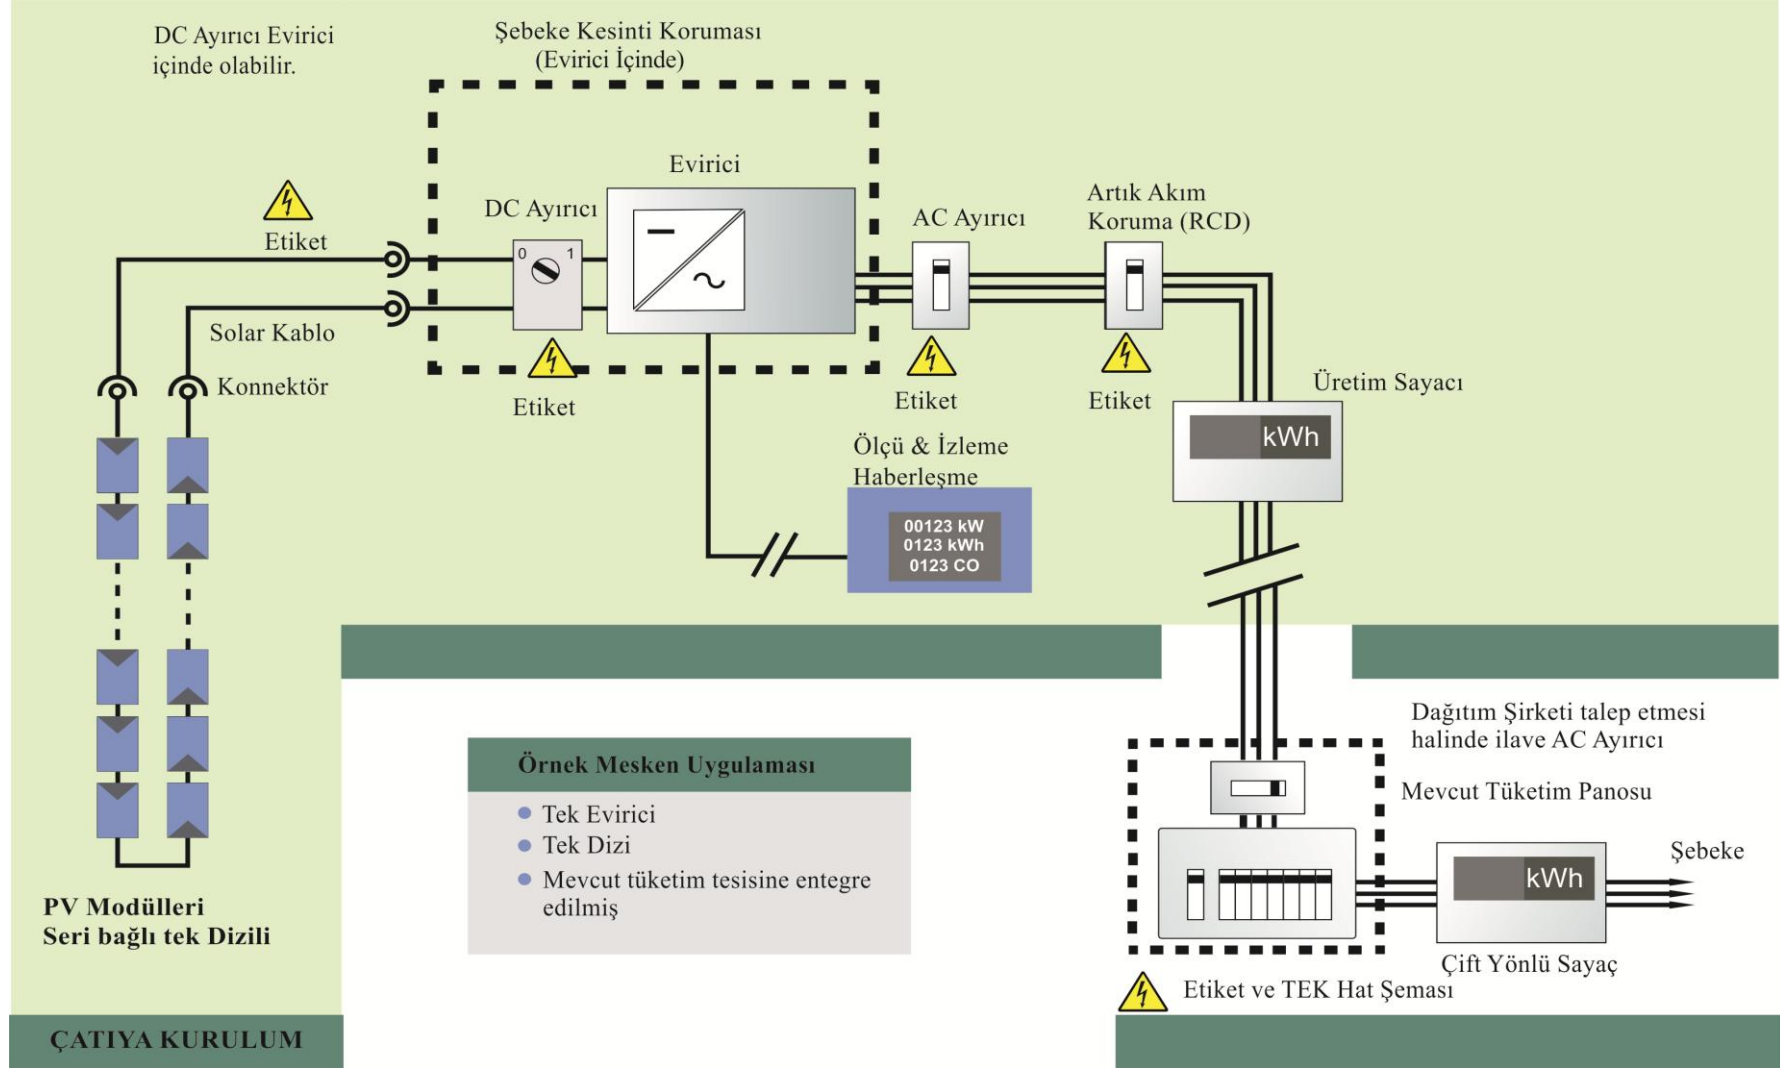 DC Ayırıcı Evirici
içinde olabilir.
Şebeke Kesinti Koruması
(Evirici İçinde)
Evirici
DC Ayırıcı
0 1
Etiket
Solar Kablo
Konnektör
Etiket
AC Ayırıcı
Etiket
Artık Akım
Koruma (RCD)
Etiket
Üretim Sayacı
kWh
Ölçü & İzleme
Haberleşme
00123 kW
0123 kWh
0123 CO
PV Modülleri
Seri bağlı tek Dizili
ÇATIYA KURULUM
Örnek Mesken Uygulaması
Tek Evirici
Tek Dizi
Mevcut tüketim tesisine entegre
edilmiş
Dağıtım Şirketi talep etmesi
halinde ilave AC Ayırıcı
Mevcut Tüketim Panosu
Şebeke
kWh
Çift Yönlü Sayaç
Etiket ve TEK Hat Şeması